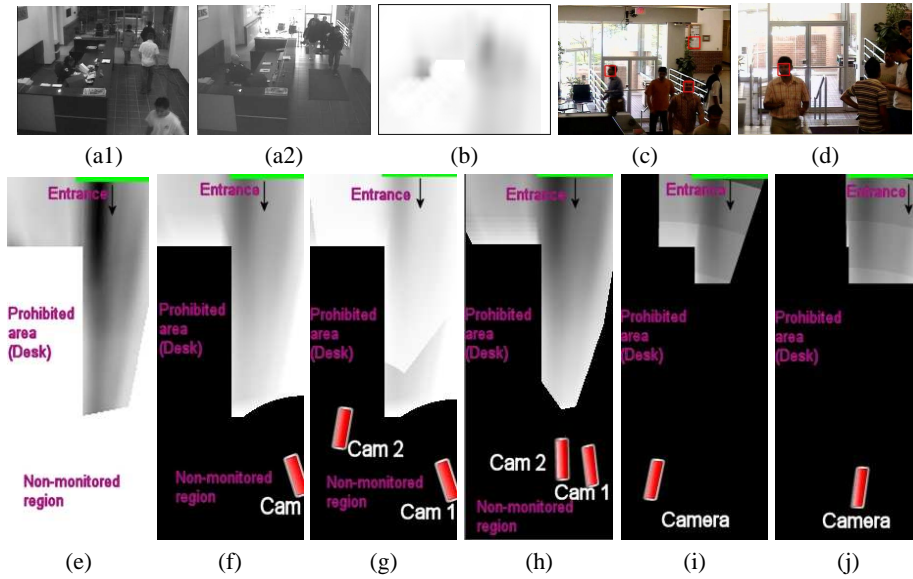 (a1) (a2) (b) (c) (d)
Entrance Entrance Entrance Entrance Entrance Entrance
Prohibited area (Desk)
Prohibited area (Desk)
Prohibited area (Desk)
Prohibited area (Desk)
Prohibited area (Desk)
Prohibited area (Desk)
Cam 2
Cam 2
Non-monitored region
Non-monitored region
Cam
Non-monitored region
Cam 1
Cam 1
Non-monitored region
Camera
Camera
(e) (f) (g) (h) (i) (j)